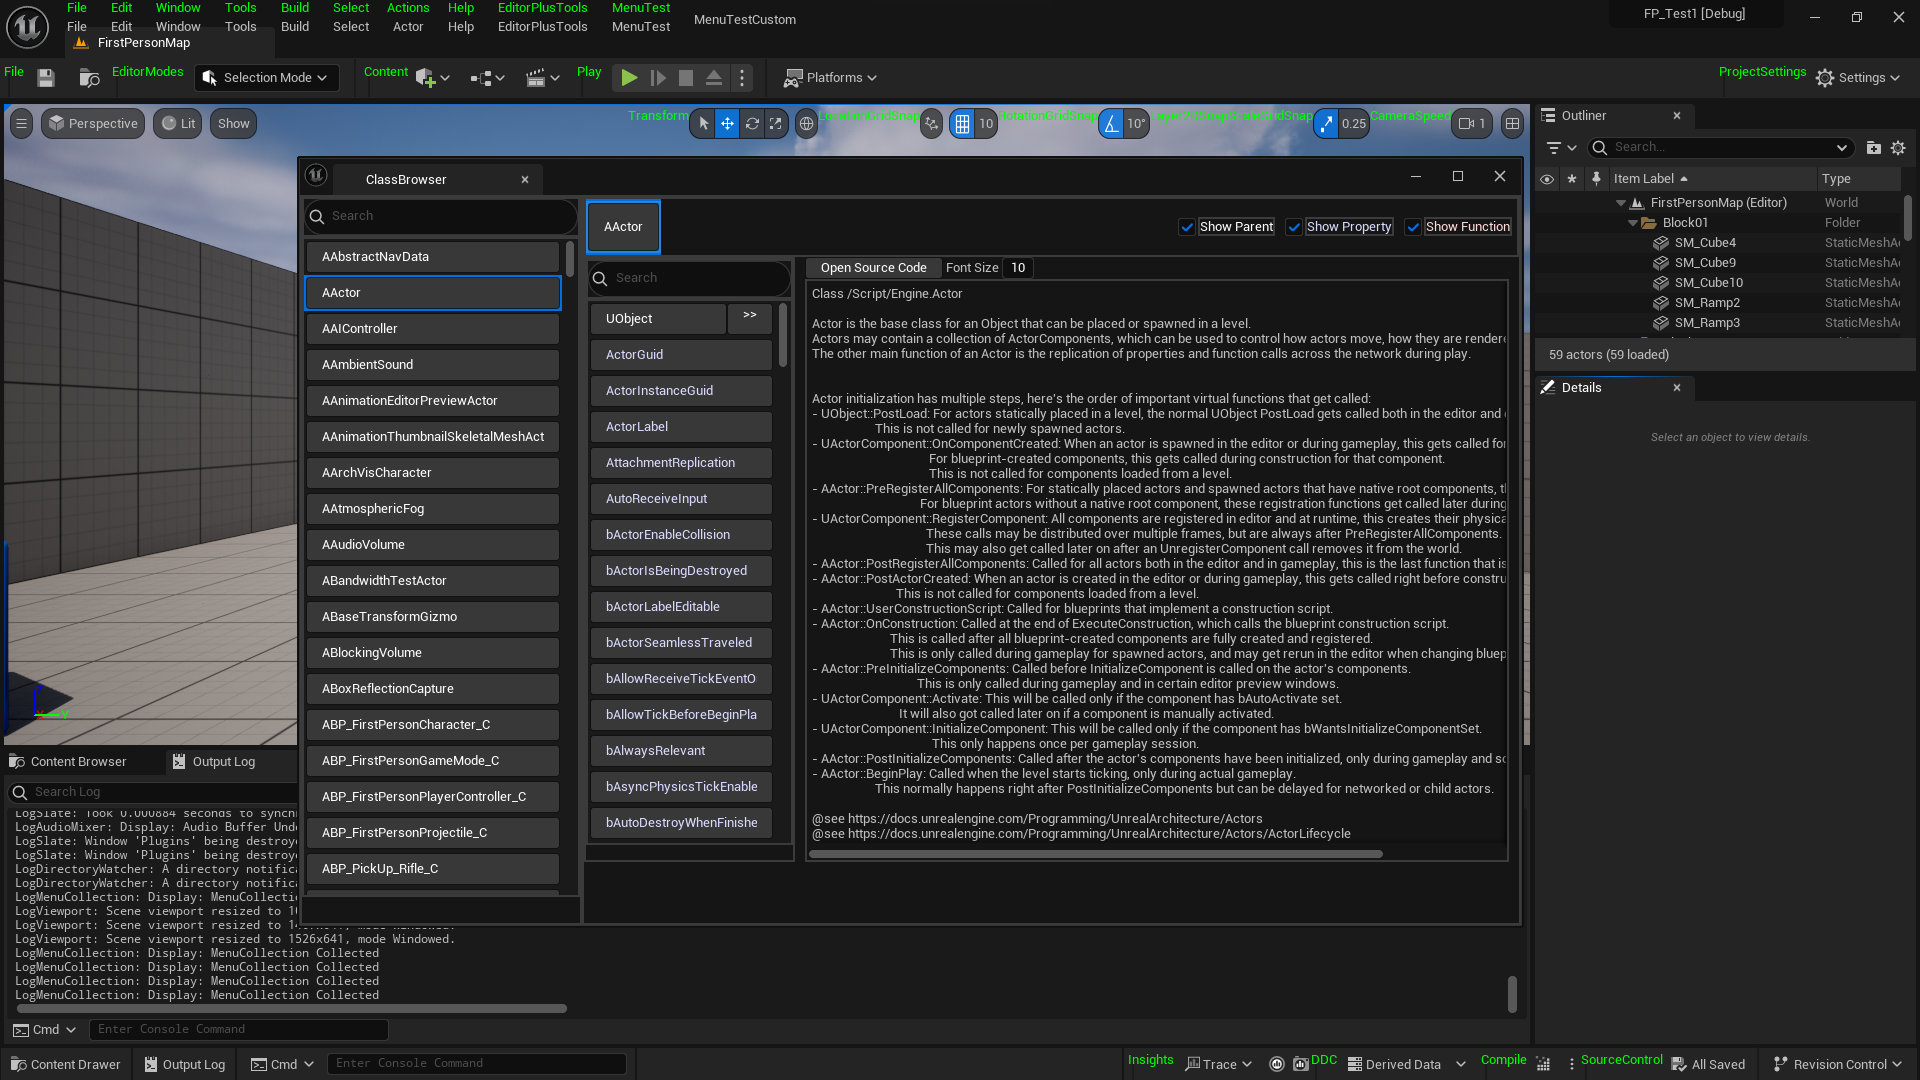 File Edit Window Tools Build Select Actions Help EditorPlusTools MenuTest
File Edit Window Tools Build Select Actor Help EditorPlusTools MenuTest MenuTestCustom
FP_Test1 [Debug]
FirstPersonMap
File EditorModes Selection Mode Content Play Platforms ProjectSettings Settings
Perspective Lit Show Transform LocationGridSnap 10 RotationGridSnap 10° 0.25 CameraSpeed 1
Outliner
Search...
Item Label Type
FirstPersonMap (Editor) World
Block01 Folder
SM_Cube4 StaticMeshA
SM_Cube9 StaticMeshA
SM_Cube10 StaticMeshA
SM_Ramp2 StaticMeshA
SM_Ramp3 StaticMeshA
59 actors (59 loaded)
Details
Select an object to view details.
ClassBrowser
Search
AAbstractNavData
AActor
AAIController
AAmbientSound
AAnimationEditorPreviewActor
AAnimationThumbnailSkeletalMeshAct
AArchVisCharacter
AAtmosphericFog
AAudioVolume
ABandwidthTestActor
ABaseTransformGizmo
ABlockingVolume
ABoxReflectionCapture
ABP_FirstPersonCharacter_C
ABP_FirstPersonGameMode_C
ABP_FirstPersonPlayerController_C
ABP_FirstPersonProjectile_C
ABP_PickUp_Rifle_C
AActor
Show Parent Show Property Show Function
Search
UObject >>
ActorGuid
ActorInstanceGuid
ActorLabel
AttachmentReplication
AutoReceiveInput
bActorEnableCollision
bActorIsBeingDestroyed
bActorLabelEditable
bActorSeamlessTraveled
bAllowReceiveTickEventO
bAllowTickBeforeBeginPla
bAlwaysRelevant
bAsyncPhysicsTickEnable
bAutoDestroyWhenFinishe
Open Source Code Font Size 10
Class /Script/Engine.Actor
Actor is the base class for an Object that can be placed or spawned in a level.
Actors may contain a collection of ActorComponents, which can be used to control how actors move, how they are rendere
The other main function of an Actor is the replication of properties and function calls across the network during play.
Actor initialization has multiple steps, here's the order of important virtual functions that get called:
- UObject::PostLoad: For actors statically placed in a level, the normal UObject PostLoad gets called both in the editor and
This is not called for newly spawned actors.
- UActorComponent::OnComponentCreated: When an actor is spawned in the editor or during gameplay, this gets called for
For blueprint-created components, this gets called during construction for that component.
This is not called for components loaded from a level.
- AActor::PreRegisterAllComponents: For statically placed actors and spawned actors that have native root components, t
For blueprint actors without a native root component, these registration functions get called later during
- UActorComponent::RegisterComponent: All components are registered in editor and at runtime, this creates their physica
These calls may be distributed over multiple frames, but are always after PreRegisterAllComponents.
This may also get called later on after an UnregisterComponent call removes it from the world.
- AActor::PostRegisterAllComponents: Called for all actors both in the editor and in gameplay, this is the last function that is
- AActor::PostActorCreated: When an actor is created in the editor or during gameplay, this gets called right before constru
This is not called for components loaded from a level.
- AActor::UserConstructionScript: Called for blueprints that implement a construction script.
- AActor::OnConstruction: Called at the end of ExecuteConstruction, which calls the blueprint construction script.
This is called after all blueprint-created components are fully created and registered.
This is only called during gameplay for spawned actors, and may get rerun in the editor when changing bluep
- AActor::PreInitializeComponents: Called before InitializeComponent is called on the actor's components.
This is only called during gameplay and in certain editor preview windows.
- UActorComponent::Activate: This will be called only if the component has bAutoActivate set.
It will also got called later on if a component is manually activated.
- UActorComponent::InitializeComponent: This will be called only if the component has bWantsInitializeComponentSet.
This only happens once per gameplay session.
- AActor::PostInitializeComponents: Called after the actor's components have been initialized, only during gameplay and so
- AActor::BeginPlay: Called when the level starts ticking, only during actual gameplay.
This normally happens right after PostInitializeComponents but can be delayed for networked or child actors.
@see https://docs.unrealengine.com/Programming/UnrealArchitecture/Actors
@see https://docs.unrealengine.com/Programming/UnrealArchitecture/Actors/ActorLifecycle
Content Browser Output Log
Search Log
LogSlate: Took 0.000884 seconds to synch
LogAudioMixer: Display: Audio Buffer Und
LogSlate: Window 'Plugins' being destroye
LogSlate: Window 'Plugins' being destroye
LogDirectoryWatcher: A directory notifica
LogDirectoryWatcher: A directory notifica
LogMenuCollection: Display: MenuCollectio
LogViewport: Scene viewport resized to 1
LogViewport: Scene viewport resized to mode Windowed.
LogViewport: Scene viewport resized to 1526x641, mode Windowed.
LogMenuCollection: Display: MenuCollection Collected
LogMenuCollection: Display: MenuCollection Collected
LogMenuCollection: Display: MenuCollection Collected
LogMenuCollection: Display: MenuCollection Collected
Cmd Enter Console Command
Content Drawer Output Log Cmd Enter Console Command Insights Trace DDC Derived Data Compile SourceControl All Saved Revision Control